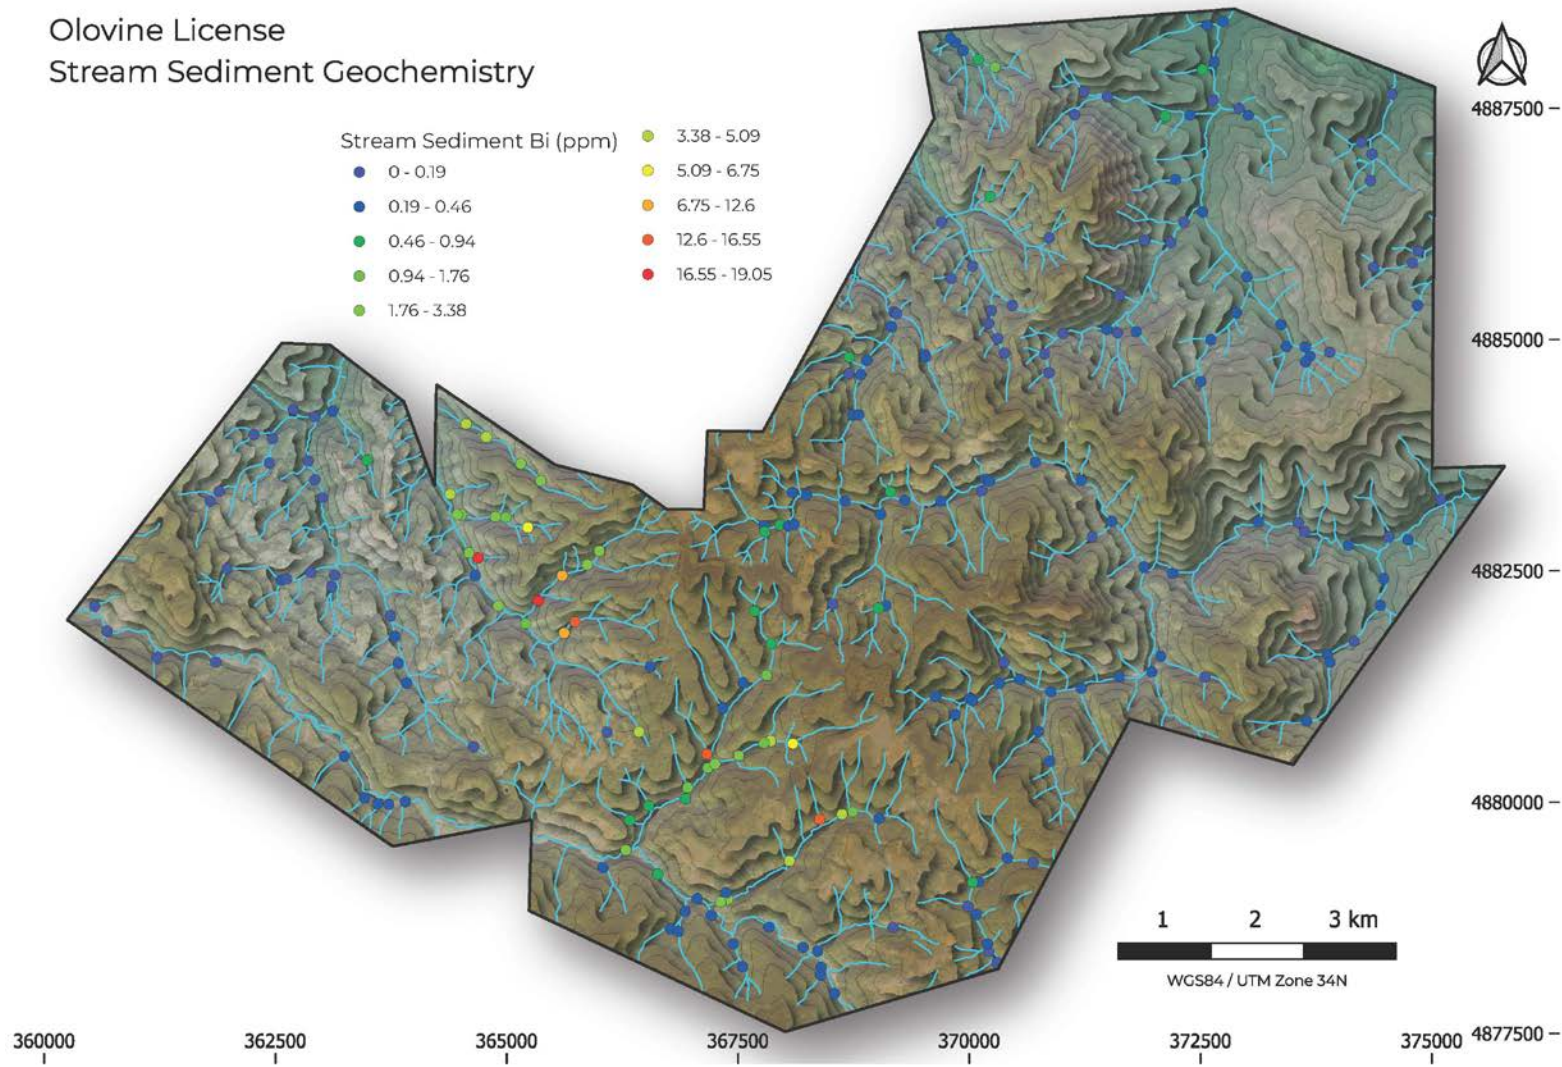 Olovine License
Stream Sediment Geochemistry
Stream Sediment Bi (ppm)
0 - 0.19
0.19 - 0.46
0.46 - 0.94
0.94 - 1.76
1.76 - 3.38
3.38 - 5.09
5.09 - 6.75
6.75 - 12.6
12.6 - 16.55
16.55 - 19.05
4887500
4885000
4882500
4880000
4877500
1 2 3 km
WGS84 / UTM Zone 34N
360000 362500 365000 367500 370000 372500 375000